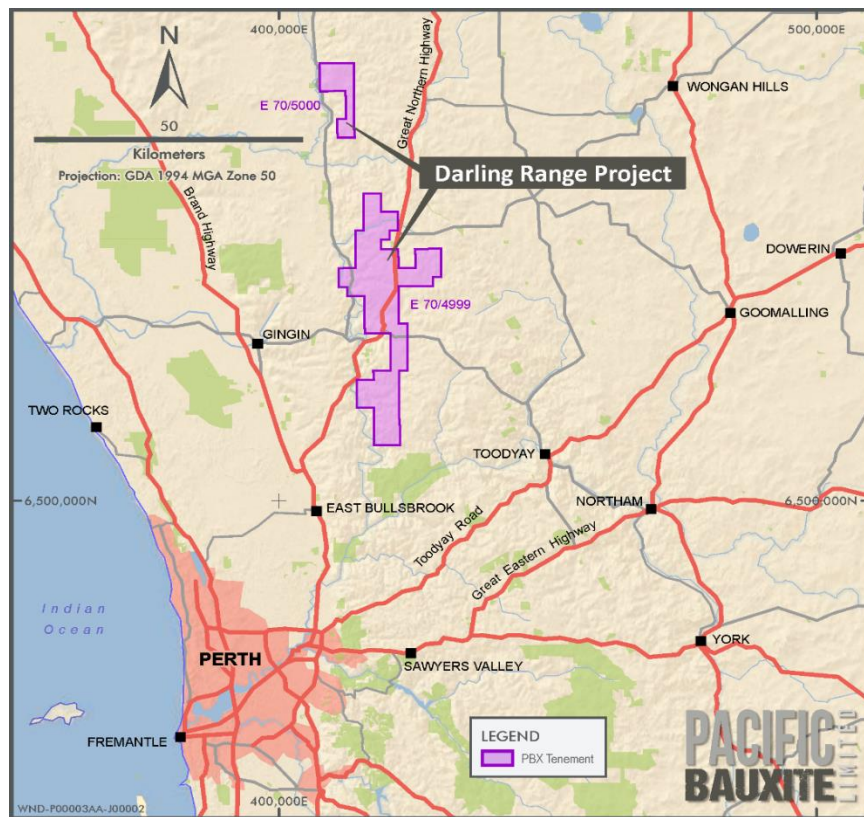 400,000E
500,000E
N
E 70/5000
Great Northern Highway
WONGAN HILLS
50
Kilometers
Projection: GDA 1994 MGA Zone 50
Darling Range Project
Brand Highway
DOWERIN
E 70/4999
GOOMALLING
GINGIN
TWO ROCKS
TOODYAY
6,500,000N
EAST BULLSBROOK
NORTHAM
6,500,000N
Toodyay Road
Great Eastern Highway
Indian
Ocean
PERTH
SAWYERS VALLEY
YORK
FREMANTLE
LEGEND
PBX Tenement
PACIFIC
BAUXITE
LIMITED
WND-P00003AA-J00002
400,000E